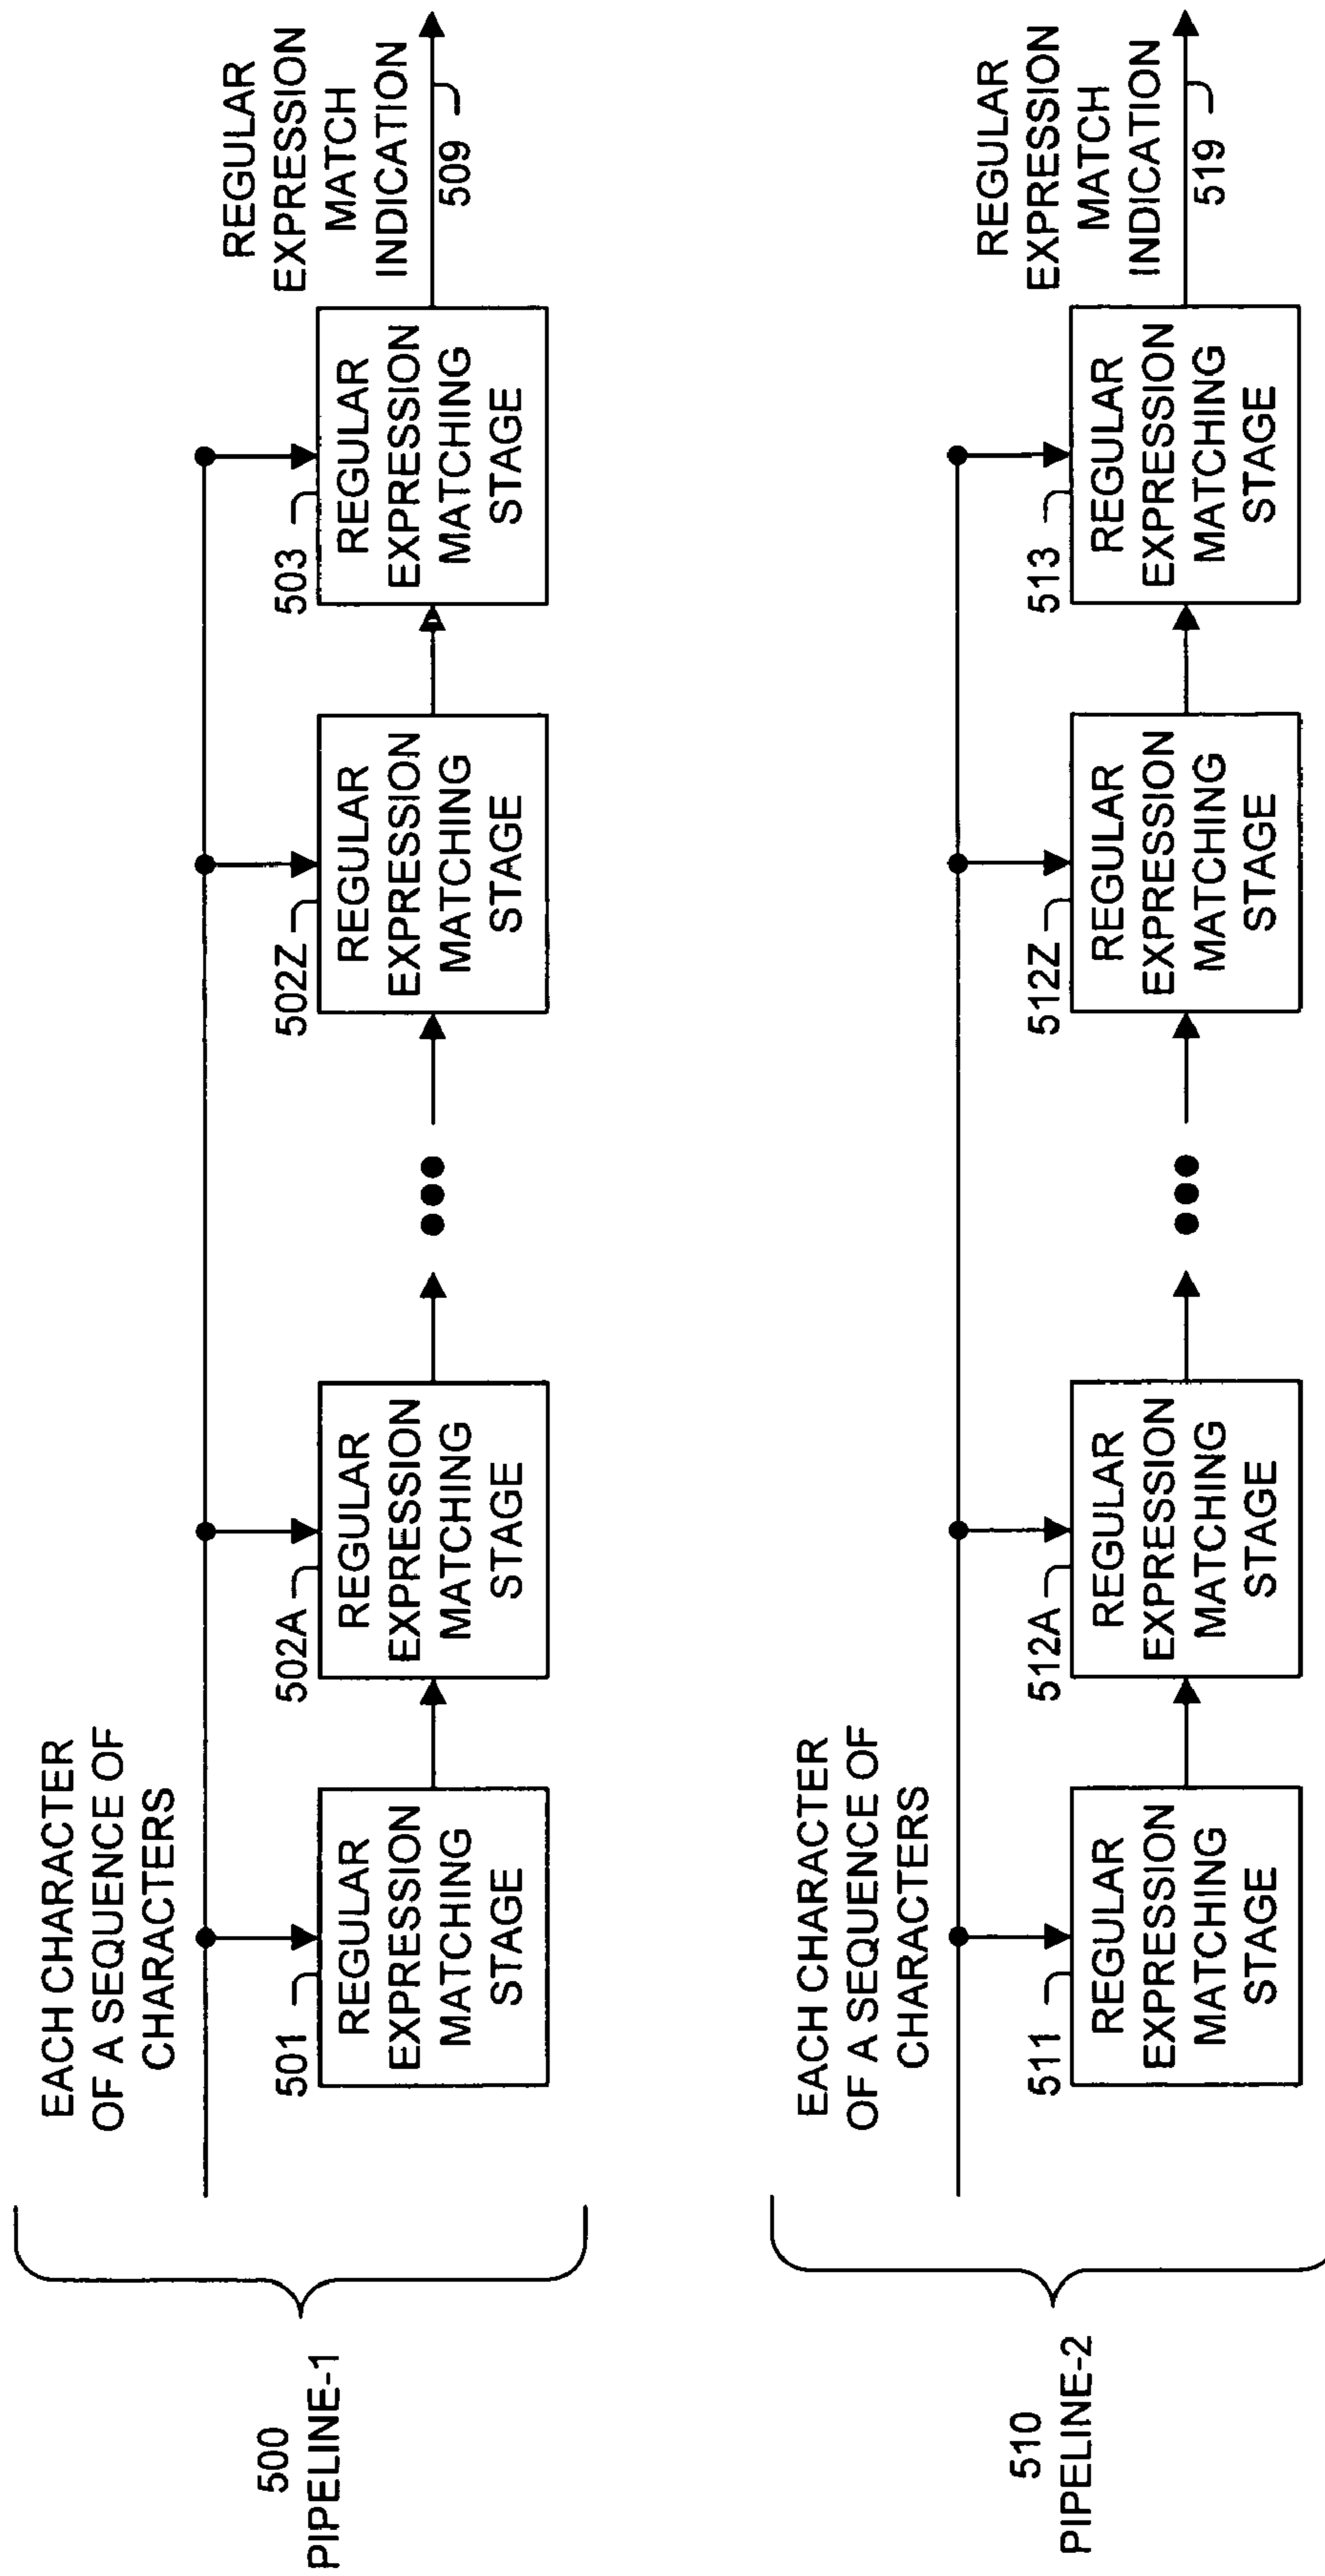 500
PIPELINE-1
EACH CHARACTER
OF A SEQUENCE OF
CHARACTERS
501
REGULAR
EXPRESSION
MATCHING
STAGE
502A
REGULAR
EXPRESSION
MATCHING
STAGE
502Z
REGULAR
EXPRESSION
MATCHING
STAGE
503
REGULAR
EXPRESSION
MATCHING
STAGE
REGULAR
EXPRESSION
MATCH
INDICATION
509
510
PIPELINE-2
EACH CHARACTER
OF A SEQUENCE OF
CHARACTERS
511
REGULAR
EXPRESSION
MATCHING
STAGE
512A
REGULAR
EXPRESSION
MATCHING
STAGE
512Z
REGULAR
EXPRESSION
MATCHING
STAGE
513
REGULAR
EXPRESSION
MATCHING
STAGE
REGULAR
EXPRESSION
MATCH
INDICATION
519